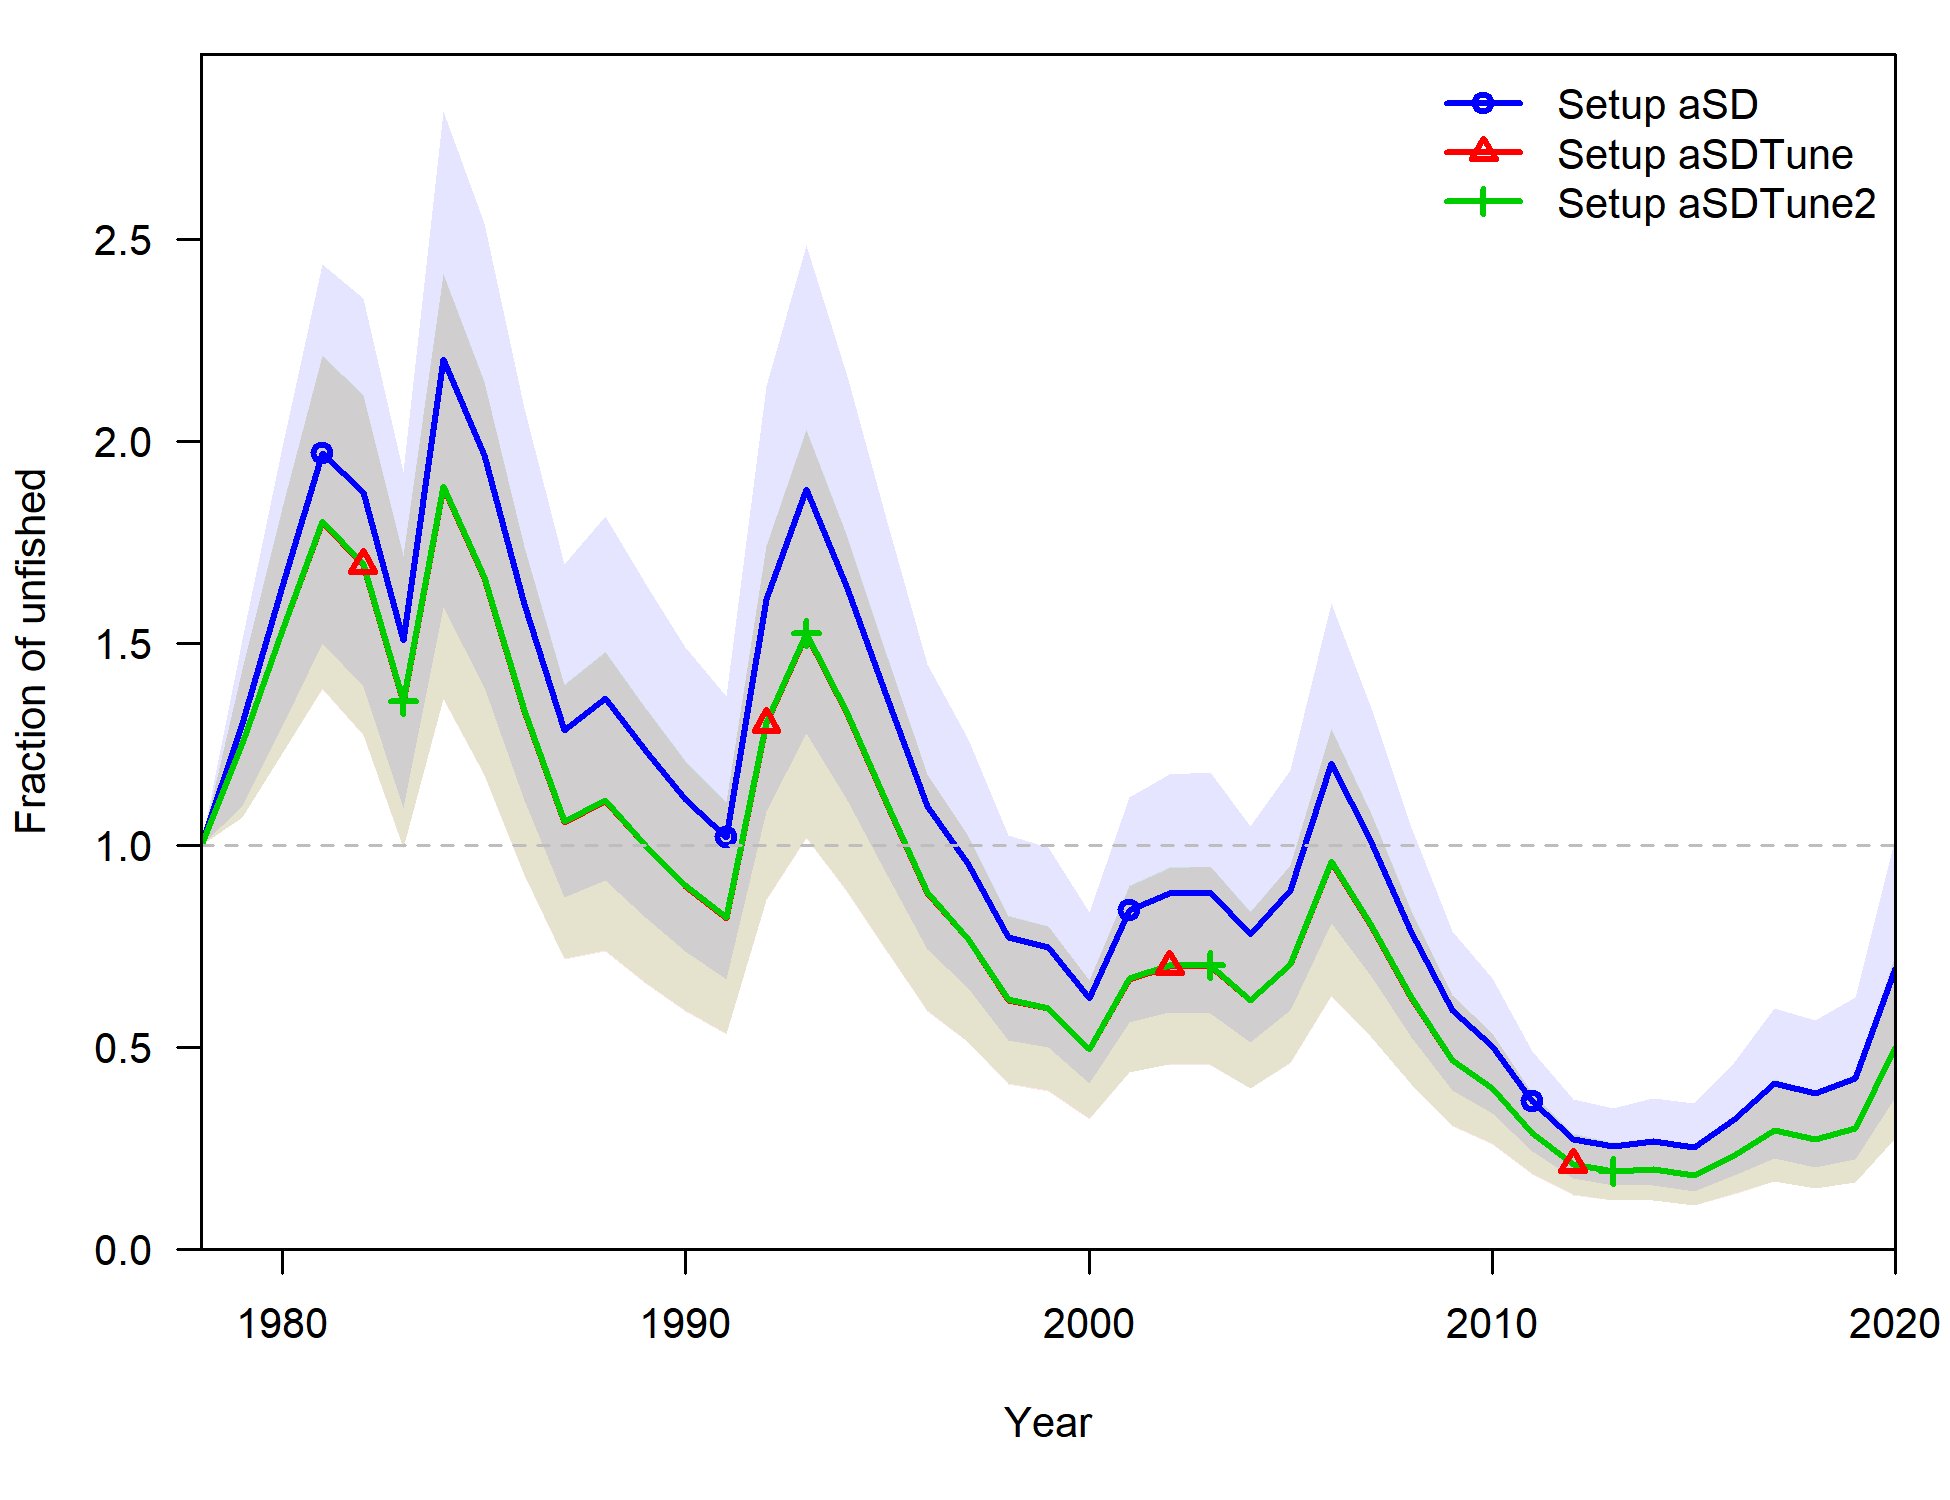 Setup aSD
Setup aSDTune
Setup aSDTune2
Fraction of unfished
2.5
2.0
1.5
1.0
0.5
0.0
1980 1990 2000 2010 2020
Year